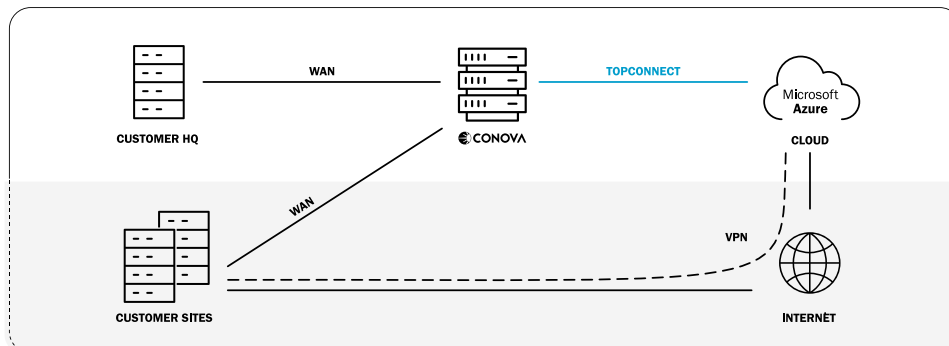 WAN
TOPCONNECT
Microsoft
Azure
CUSTOMER HQ
CONOVA
CLOUD
WAN
VPN
CUSTOMER SITES
INTERNET